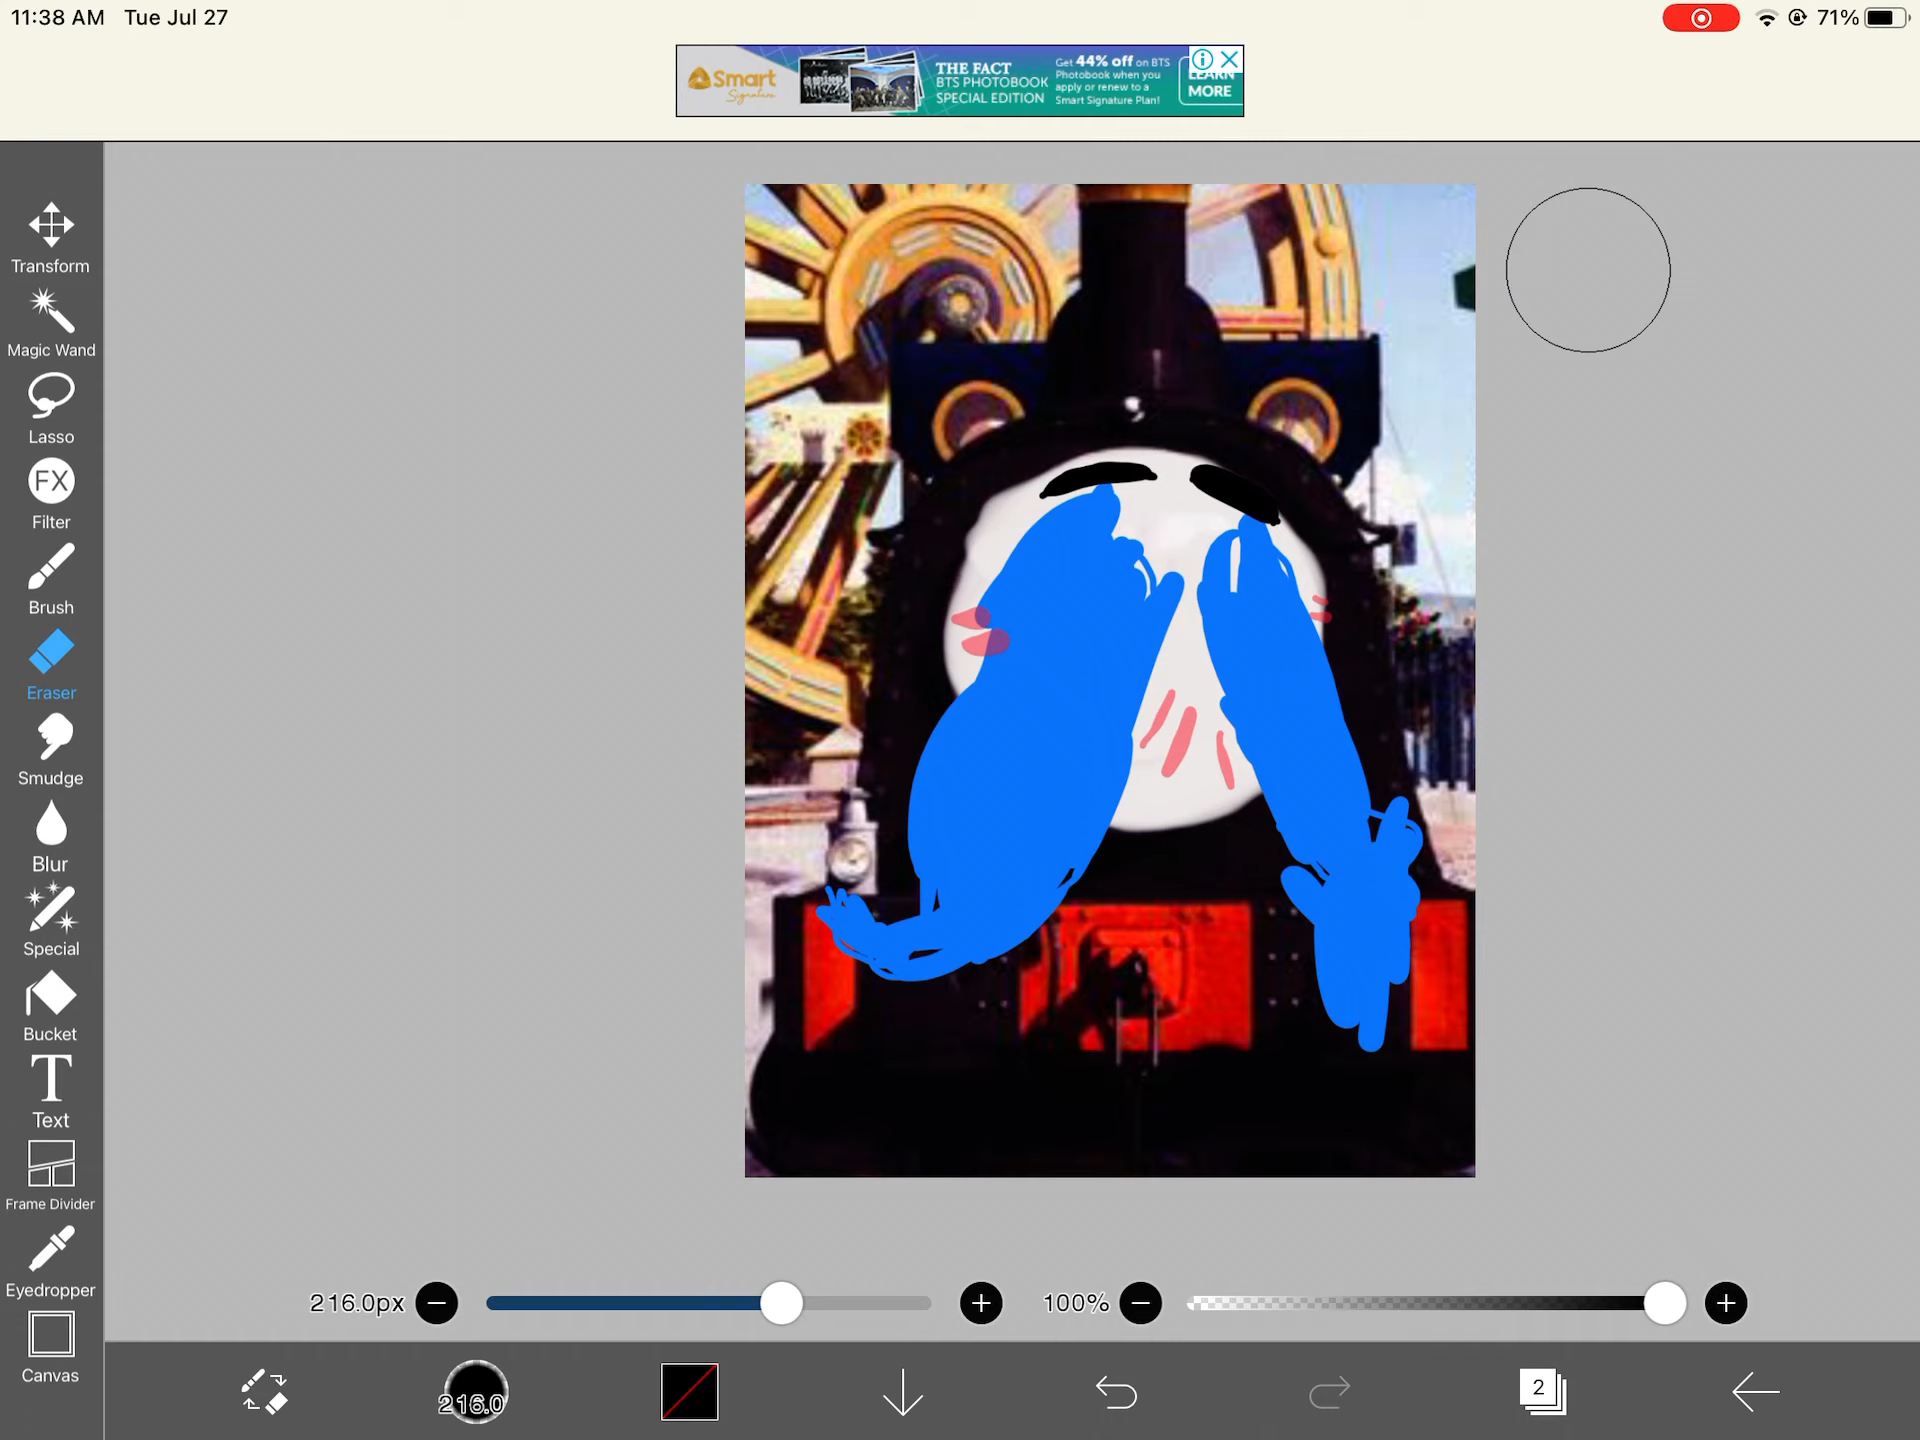 11:38 AM Tue Jul 27
71%
Smart
Signature
THE FACT
BTS PHOTOBOOK
SPECIAL EDITION
Get 44% off on BTS
Photobook when you
apply or renew to a
Smart Signature Plan!
LEARN
MORE
Transform
Magic Wand
Lasso
FX
Filter
Brush
Eraser
Smudge
Blur
Special
Bucket
T
Text
Frame Divider
Eyedropper
Canvas
216.0px
100%
216.0
2